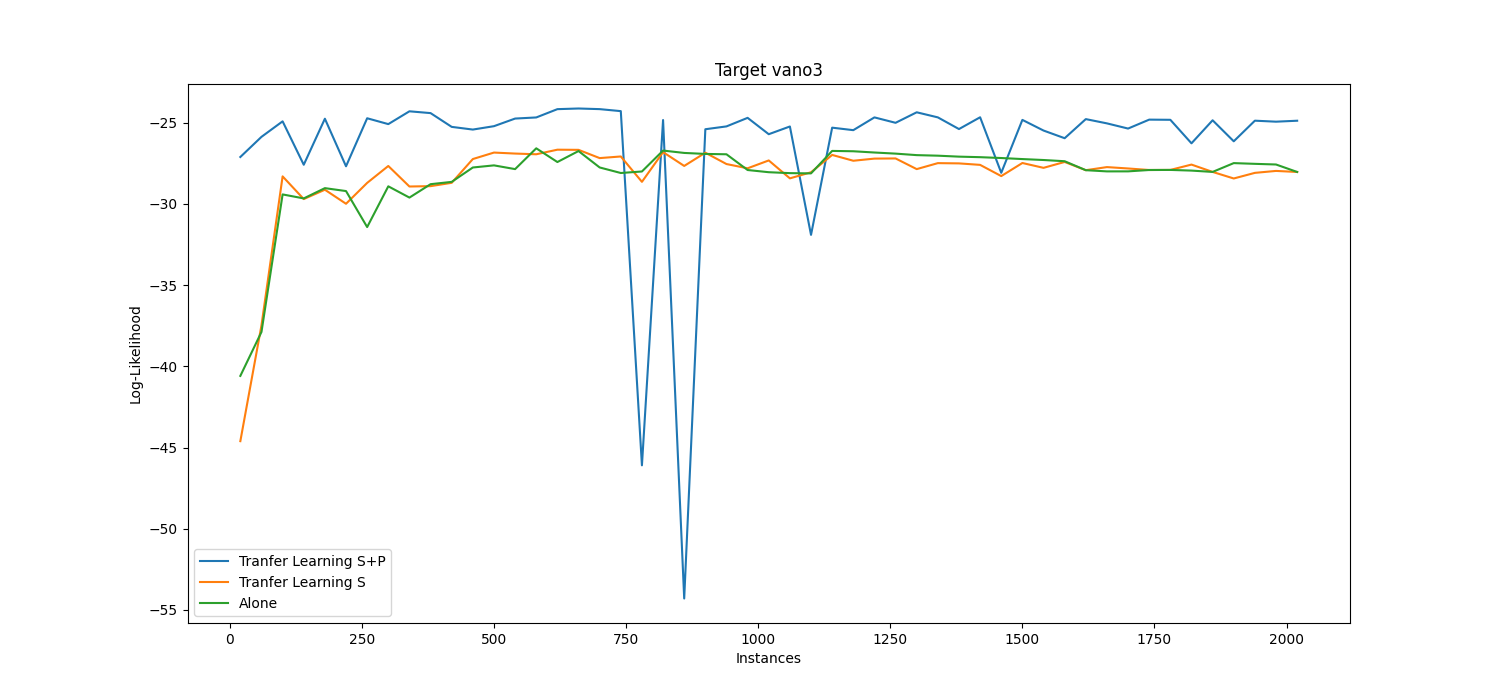 Target vano3
−25
−30
−35
−40
−45
−50
−55
Log-Likelihood
Tranfer Learning S+P
Tranfer Learning S
Alone
0 250 500 750 1000 1250 1500 1750 2000
Instances